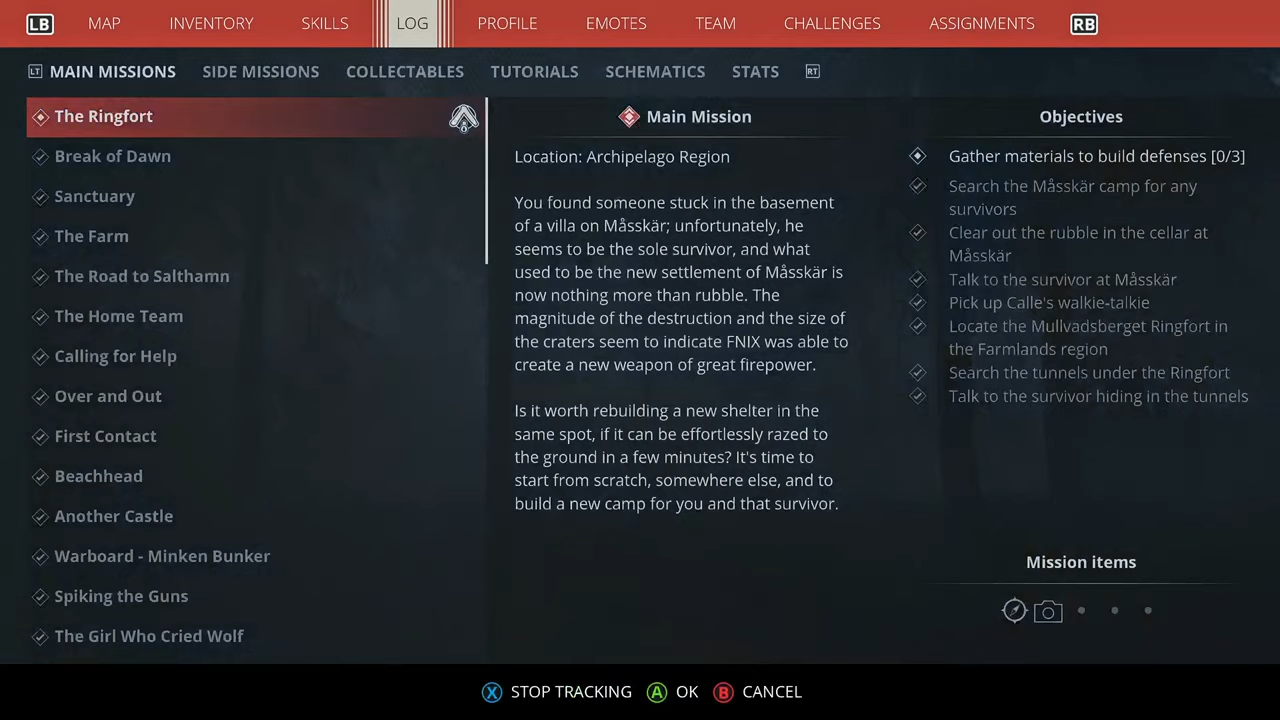 LB MAP INVENTORY SKILLS LOG PROFILE EMOTES TEAM CHALLENGES ASSIGNMENTS RB
LT MAIN MISSIONS SIDE MISSIONS COLLECTABLES TUTORIALS SCHEMATICS STATS RT
The Ringfort
Break of Dawn
Sanctuary
The Farm
The Road to Salthamn
The Home Team
Calling for Help
Over and Out
First Contact
Beachhead
Another Castle
Warboard - Minken Bunker
Spiking the Guns
The Girl Who Cried Wolf
Main Mission
Location: Archipelago Region
You found someone stuck in the basement
of a villa on Måsskär; unfortunately, he
seems to be the sole survivor, and what
used to be the new settlement of Måsskär is
now nothing more than rubble. The
magnitude of the destruction and the size of
the craters seem to indicate FNIX was able to
create a new weapon of great firepower.
Is it worth rebuilding a new shelter in the
same spot, if it can be effortlessly razed to
the ground in a few minutes? It's time to
start from scratch, somewhere else, and to
build a new camp for you and that survivor.
Objectives
Gather materials to build defenses [0/3]
Search the Måsskär camp for any
survivors
Clear out the rubble in the cellar at
Måsskär
Talk to the survivor at Måsskär
Pick up Calle's walkie-talkie
Locate the Mullvadsberget Ringfort in
the Farmlands region
Search the tunnels under the Ringfort
Talk to the survivor hiding in the tunnels
Mission items
X STOP TRACKING A OK B CANCEL